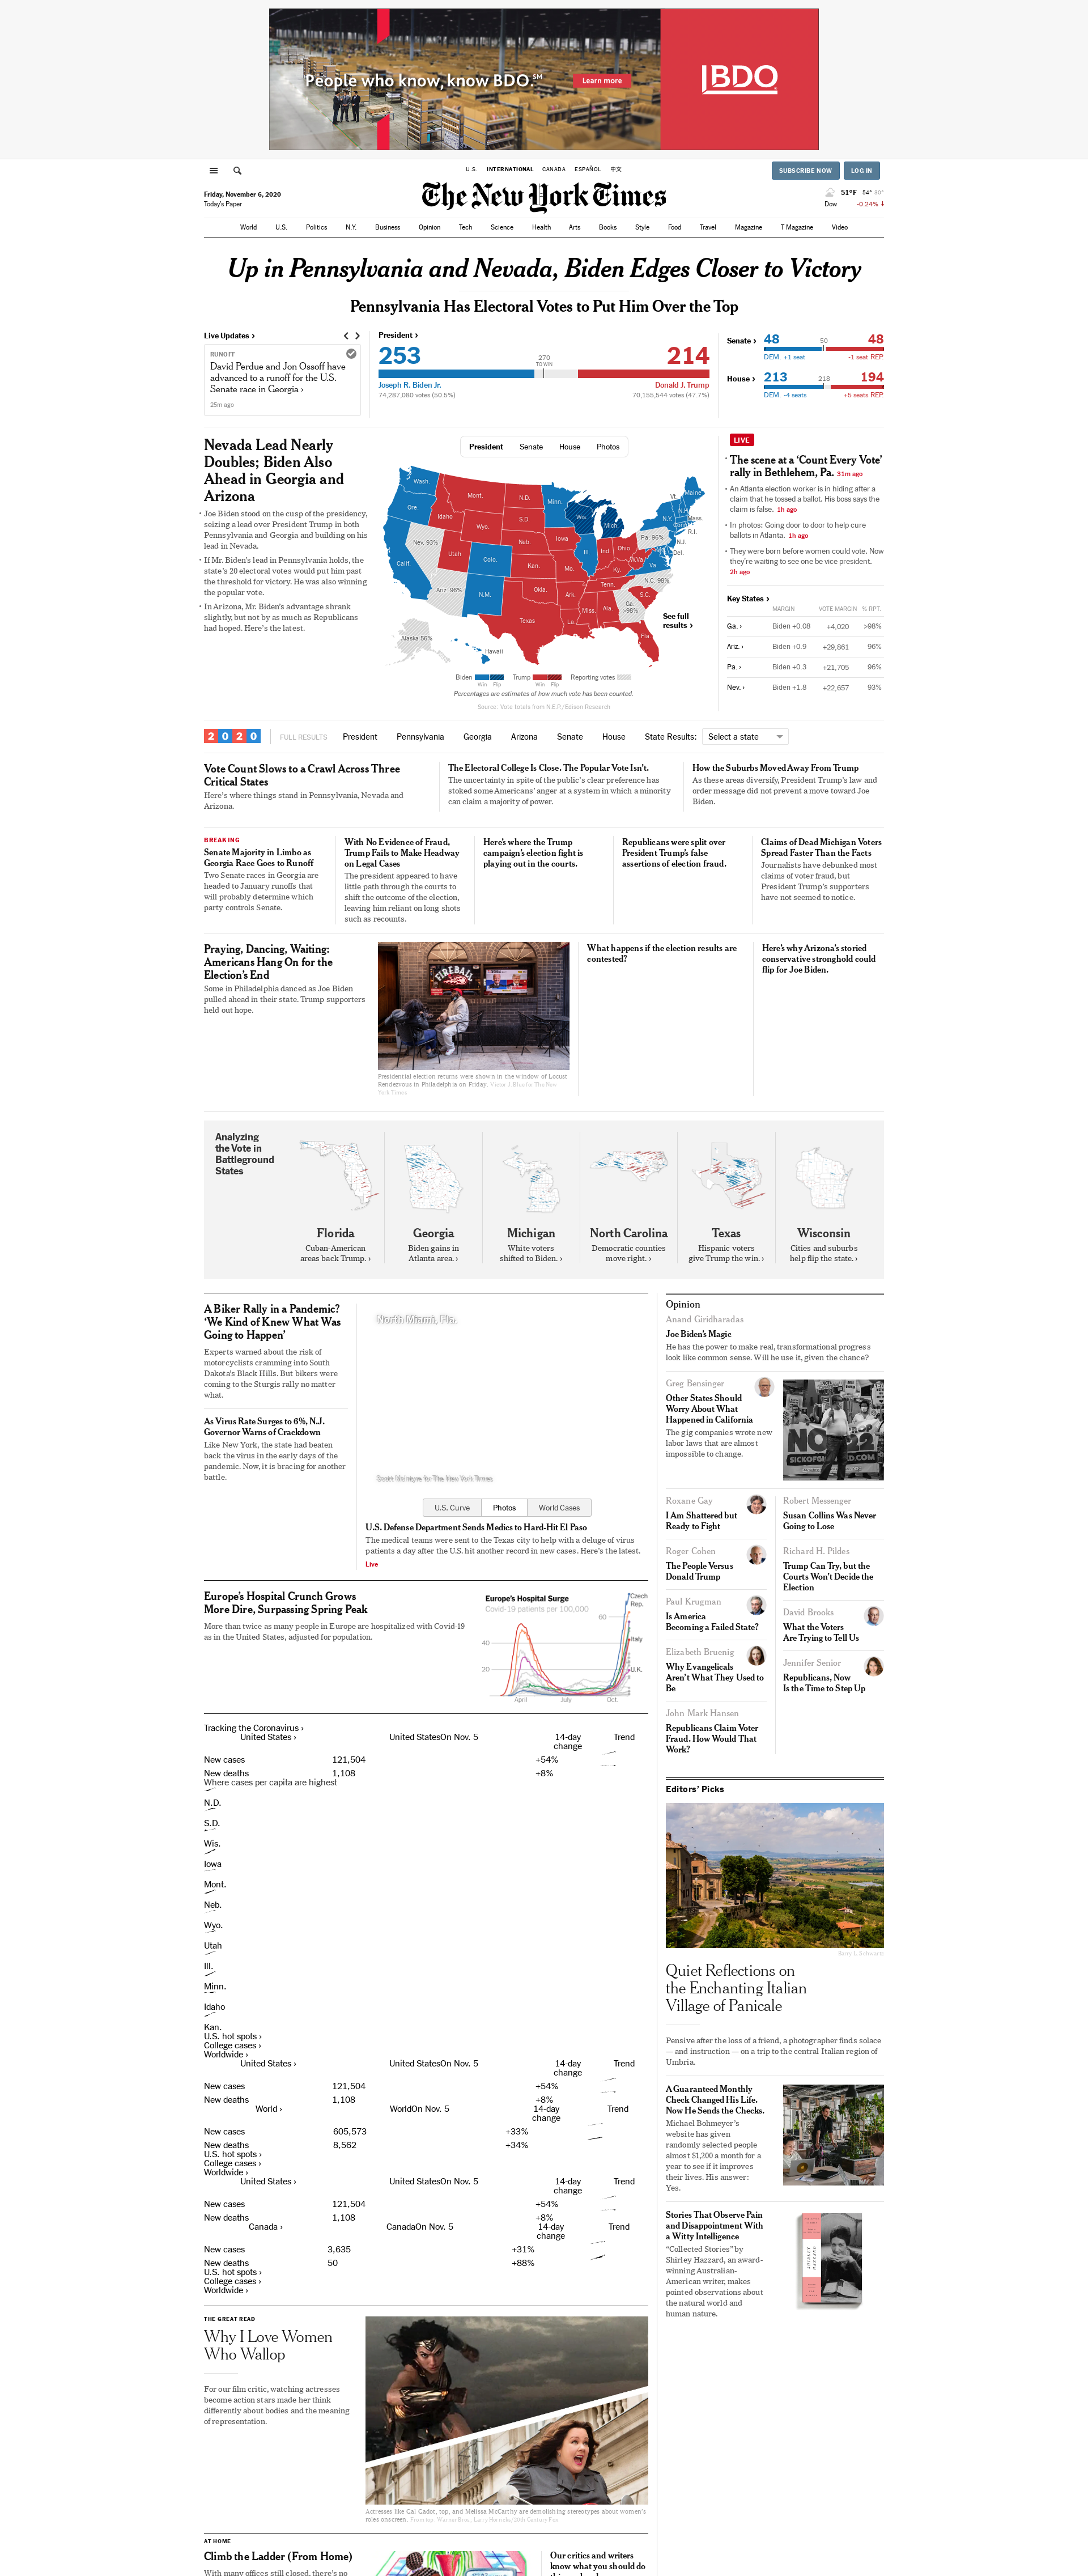 People who know, know BDO.SM
Learn more
BDO
U.S. INTERNATIONAL CANADA ESPAÑOL 中文
SUBSCRIBE NOW LOG IN
Friday, November 6, 2020
Today's Paper
The New York Times
51°F 54° 30°
Dow -0.24% ↓
World U.S. Politics N.Y. Business Opinion Tech Science Health Arts Books Style Food Travel Magazine T Magazine Video
Up in Pennsylvania and Nevada, Biden Edges Closer to Victory
Pennsylvania Has Electoral Votes to Put Him Over the Top
Live Updates ›
RUNOFF
David Perdue and Jon Ossoff have
advanced to a runoff for the U.S.
Senate race in Georgia ›
25m ago
President ›
253
270
TO WIN
214
Joseph R. Biden Jr.
Donald J. Trump
74,287,080 votes (50.5%)
70,155,544 votes (47.7%)
Senate › 48 50 48
DEM. +1 seat -1 seat REP.
House › 213 218 194
DEM. -4 seats +5 seats REP.
Nevada Lead Nearly
Doubles; Biden Also
Ahead in Georgia and
Arizona
• Joe Biden stood on the cusp of the presidency,
seizing a lead over President Trump in both
Pennsylvania and Georgia and building on his
lead in Nevada.
• If Mr. Biden's lead in Pennsylvania holds, the
state's 20 electoral votes would put him past
the threshold for victory. He was also winning
the popular vote.
• In Arizona, Mr. Biden's advantage shrank
slightly, but not by as much as Republicans
had hoped. Here's the latest.
President Senate House Photos
Wash.
Ore.
Calif.
Nev. 93%
Idaho
Mont.
Wyo.
Utah
Ariz. 96%
Colo.
N.M.
N.D.
S.D.
Neb.
Kan.
Okla.
Texas
Minn.
Iowa
Mo.
Ark.
La.
Wis.
Ill.
Mich.
Ind.
Ohio
Ky.
Tenn.
Miss.
Ala.
Ga.
>98%
Fla.
S.C.
N.C. 98%
Va.
W.Va.
Pa. 96%
N.Y.
Vt.
Maine
N.H.
Mass.
Conn.
R.I.
N.J.
Del.
Alaska 56%
Hawaii
See full
results ›
Biden Trump Reporting votes
Win Flip Win Flip
Percentages are estimates of how much vote has been counted.
Source: Vote totals from N.E.P./Edison Research
LIVE
• The scene at a 'Count Every Vote'
rally in Bethlehem, Pa. 31m ago
• An Atlanta election worker is in hiding after a
claim that he tossed a ballot. His boss says the
claim is false. 1h ago
• In photos: Going door to door to help cure
ballots in Atlanta. 1h ago
• They were born before women could vote. Now
they're waiting to see one be vice president.
2h ago
Key States ›
MARGIN VOTE MARGIN % RPT.
Ga. › Biden +0.08 +4,020 >98%
Ariz. › Biden +0.9 +29,861 96%
Pa. › Biden +0.3 +21,705 96%
Nev. › Biden +1.8 +22,657 93%
2020 FULL RESULTS President Pennsylvania Georgia Arizona Senate House State Results: Select a state
Vote Count Slows to a Crawl Across Three
Critical States
Here's where things stand in Pennsylvania, Nevada and
Arizona.
The Electoral College Is Close. The Popular Vote Isn't.
The uncertainty in spite of the public's clear preference has
stoked some Americans' anger at a system in which a minority
can claim a majority of power.
How the Suburbs Moved Away From Trump
As these areas diversify, President Trump's law and
order message did not prevent a move toward Joe
Biden.
BREAKING
Senate Majority in Limbo as
Georgia Race Goes to Runoff
Two Senate races in Georgia are
headed to January runoffs that
will probably determine which
party controls Senate.
With No Evidence of Fraud,
Trump Fails to Make Headway
on Legal Cases
The president appeared to have
little path through the courts to
shift the outcome of the election,
leaving him reliant on long shots
such as recounts.
Here's where the Trump
campaign's election fight is
playing out in the courts.
Republicans were split over
President Trump's false
assertions of election fraud.
Claims of Dead Michigan Voters
Spread Faster Than the Facts
Journalists have debunked most
claims of voter fraud, but
President Trump's supporters
have not seemed to notice.
Praying, Dancing, Waiting:
Americans Hang On for the
Election's End
Some in Philadelphia danced as Joe Biden
pulled ahead in their state. Trump supporters
held out hope.
FIREBALL
Presidential election returns were shown in the window of Locust
Rendezvous in Philadelphia on Friday. Victor J. Blue for The New
York Times
What happens if the election results are
contested?
Here's why Arizona's storied
conservative stronghold could
flip for Joe Biden.
Analyzing
the Vote in
Battleground
States
Florida
Cuban-American
areas back Trump. ›
Georgia
Biden gains in
Atlanta area. ›
Michigan
White voters
shifted to Biden. ›
North Carolina
Democratic counties
move right. ›
Texas
Hispanic voters
give Trump the win. ›
Wisconsin
Cities and suburbs
help flip the state. ›
A Biker Rally in a Pandemic?
'We Kind of Knew What Was
Going to Happen'
Experts warned about the risk of
motorcyclists cramming into South
Dakota's Black Hills. But bikers were
coming to the Sturgis rally no matter
what.
As Virus Rate Surges to 6%, N.J.
Governor Warns of Crackdown
Like New York, the state had beaten
back the virus in the early days of the
pandemic. Now, it is bracing for another
battle.
North Miami, Fla.
Scott McIntyre for The New York Times
U.S. Curve Photos World Cases
U.S. Defense Department Sends Medics to Hard-Hit El Paso
The medical teams were sent to the Texas city to help with a deluge of virus
patients a day after the U.S. hit another record in new cases. Here's the latest.
Live
Europe's Hospital Crunch Grows
More Dire, Surpassing Spring Peak
More than twice as many people in Europe are hospitalized with Covid-19
as in the United States, adjusted for population.
Europe's Hospital Surge
Covid-19 patients per 100,000
60
40
20
Czech
Rep.
Italy
U.K.
April July Oct.
Tracking the Coronavirus ›
United States › United StatesOn Nov. 5 14-day
change Trend
New cases 121,504 +54%
New deaths 1,108 +8%
Where cases per capita are highest
N.D.
S.D.
Wis.
Iowa
Mont.
Neb.
Wyo.
Utah
Ill.
Minn.
Idaho
Kan.
U.S. hot spots ›
College cases ›
Worldwide ›
United States › United StatesOn Nov. 5 14-day
change Trend
New cases 121,504 +54%
New deaths 1,108 +8%
World › WorldOn Nov. 5 14-day
change Trend
New cases 605,573 +33%
New deaths 8,562 +34%
U.S. hot spots ›
College cases ›
Worldwide ›
United States › United StatesOn Nov. 5 14-day
change Trend
New cases 121,504 +54%
New deaths 1,108 +8%
Canada › CanadaOn Nov. 5 14-day
change Trend
New cases 3,635 +31%
New deaths 50 +88%
U.S. hot spots ›
College cases ›
Worldwide ›
THE GREAT READ
Why I Love Women
Who Wallop
For our film critic, watching actresses
become action stars made her think
differently about bodies and the meaning
of representation.
Actresses like Gal Gadot, top, and Melissa McCarthy are demolishing stereotypes about women's
roles onscreen. From top: Warner Bros.; Larry Horricks/20th Century Fox
AT HOME
Climb the Ladder (From Home)
With many offices still closed, there's no
Our critics and writers
know what you should do
Opinion
Anand Giridharadas
Joe Biden's Magic
He has the power to make real, transformational progress
look like common sense. Will he use it, given the chance?
Greg Bensinger
Other States Should
Worry About What
Happened in California
The gig companies wrote new
labor laws that are almost
impossible to change.
NO 22
Roxane Gay
I Am Shattered but
Ready to Fight
Roger Cohen
The People Versus
Donald Trump
Paul Krugman
Is America
Becoming a Failed State?
Elizabeth Bruenig
Why Evangelicals
Aren't What They Used to
Be
John Mark Hansen
Republicans Claim Voter
Fraud. How Would That
Work?
Robert Messenger
Susan Collins Was Never
Going to Lose
Richard H. Pildes
Trump Can Try, but the
Courts Won't Decide the
Election
David Brooks
What the Voters
Are Trying to Tell Us
Jennifer Senior
Republicans, Now
Is the Time to Step Up
Editors' Picks
Barry L. Schwartz
Quiet Reflections on
the Enchanting Italian
Village of Panicale
Pensive after the loss of a friend, a photographer finds solace
— and instruction — on a trip to the central Italian region of
Umbria.
A Guaranteed Monthly
Check Changed His Life.
Now He Sends the Checks.
Michael Bohmeyer's
website has given
randomly selected people
almost $1,200 a month for a
year to see if it improves
their lives. His answer:
Yes.
Stories That Observe Pain
and Disappointment With
a Witty Intelligence
"Collected Stories" by
Shirley Hazzard, an award-
winning Australian-
American writer, makes
pointed observations about
the natural world and
human nature.